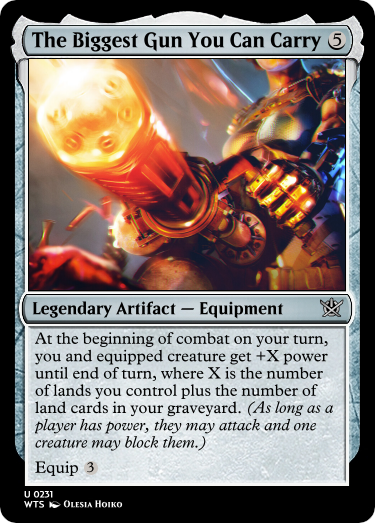 The Biggest Gun You Can Carry 5
Legendary Artifact — Equipment
At the beginning of combat on your turn,
you and equipped creature get +X power
until end of turn, where X is the number
of lands you control plus the number of
land cards in your graveyard. (As long as a
player has power, they may attack and one
creature may block them.)
Equip 3
U 0231
WTS Olesia Hoiko